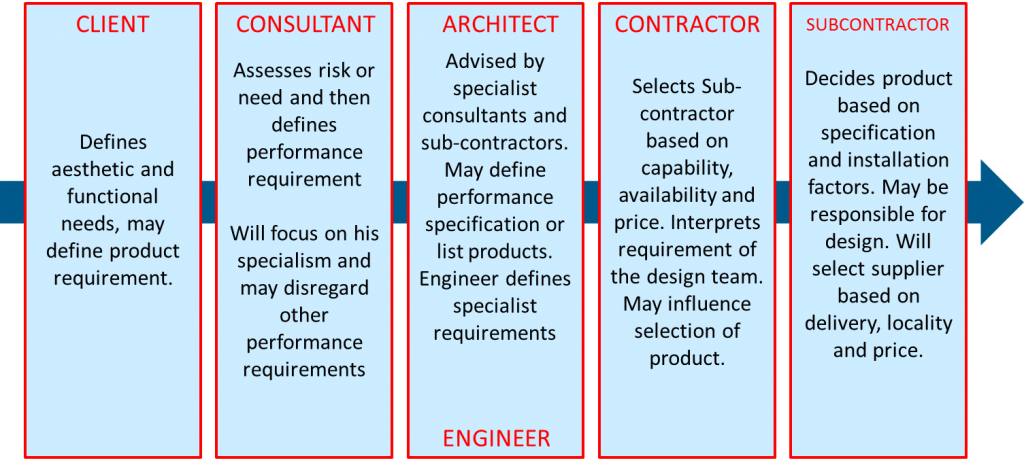 CLIENT
Defines
aesthetic and
functional
needs, may
define product
requirement.
CONSULTANT
Assesses risk or
need and then
defines
performance
requirement
Will focus on his
specialism and
may disregard
other
performance
requirements
ARCHITECT
Advised by
specialist
consultants and
sub-contractors.
May define
performance
specification or
list products.
Engineer defines
specialist
requirements
ENGINEER
CONTRACTOR
Selects Sub-
contractor
based on
capability,
availability and
price. Interprets
requirement of
the design team.
May influence
selection of
product.
SUBCONTRACTOR
Decides product
based on
specification
and installation
factors. May be
responsible for
design. Will
select supplier
based on
delivery, locality
and price.